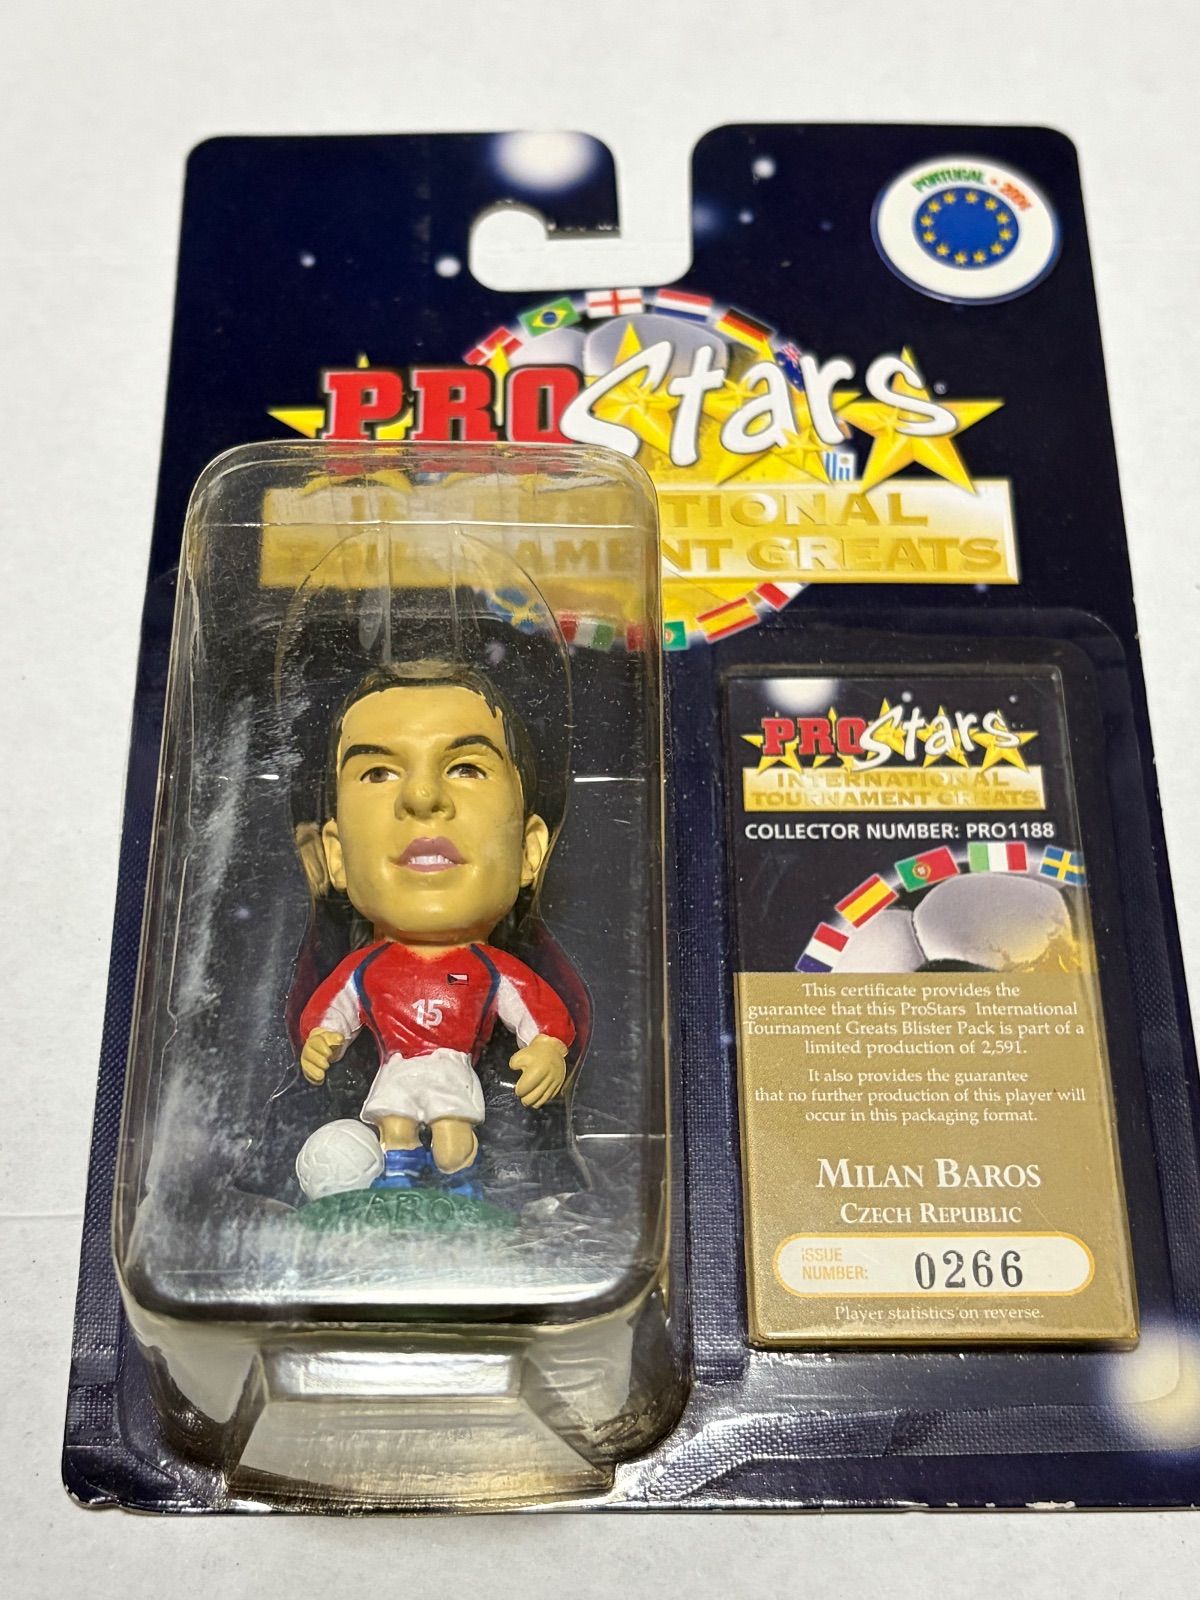 PORTUGAL • 2004
PROStars
INTERNATIONAL
TOURNAMENT GREATS
15
BAROS
PROStars
INTERNATIONAL
TOURNAMENT GREATS
COLLECTOR NUMBER: PRO1188
This certificate provides the
guarantee that this ProStars International
Tournament Greats Blister Pack is part of a
limited production of 2,591.
It also provides the guarantee
that no further production of this player will
occur in this packaging format.
MILAN BAROS
CZECH REPUBLIC
ISSUE
NUMBER: 0266
Player statistics on reverse.